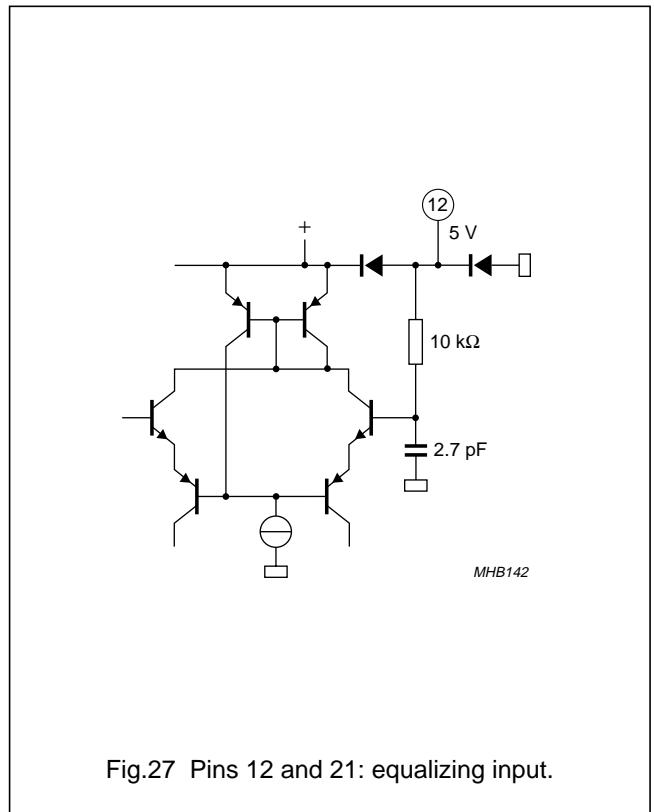 12
5 V
+
10 kΩ
2.7 pF
MHB142
Fig.27 Pins 12 and 21: equalizing input.